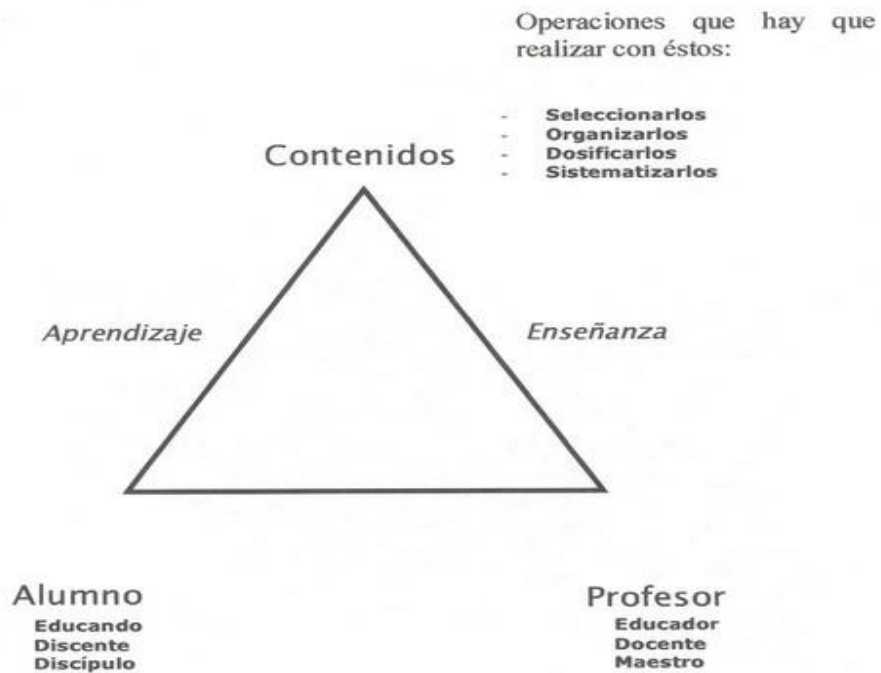 Operaciones que hay que
realizar con éstos:
- Seleccionarlos
- Organizarlos
- Dosificarlos
- Sistematizarlos
Contenidos
Aprendizaje
Enseñanza
Alumno
Educando
Discente
Discípulo
Profesor
Educador
Docente
Maestro